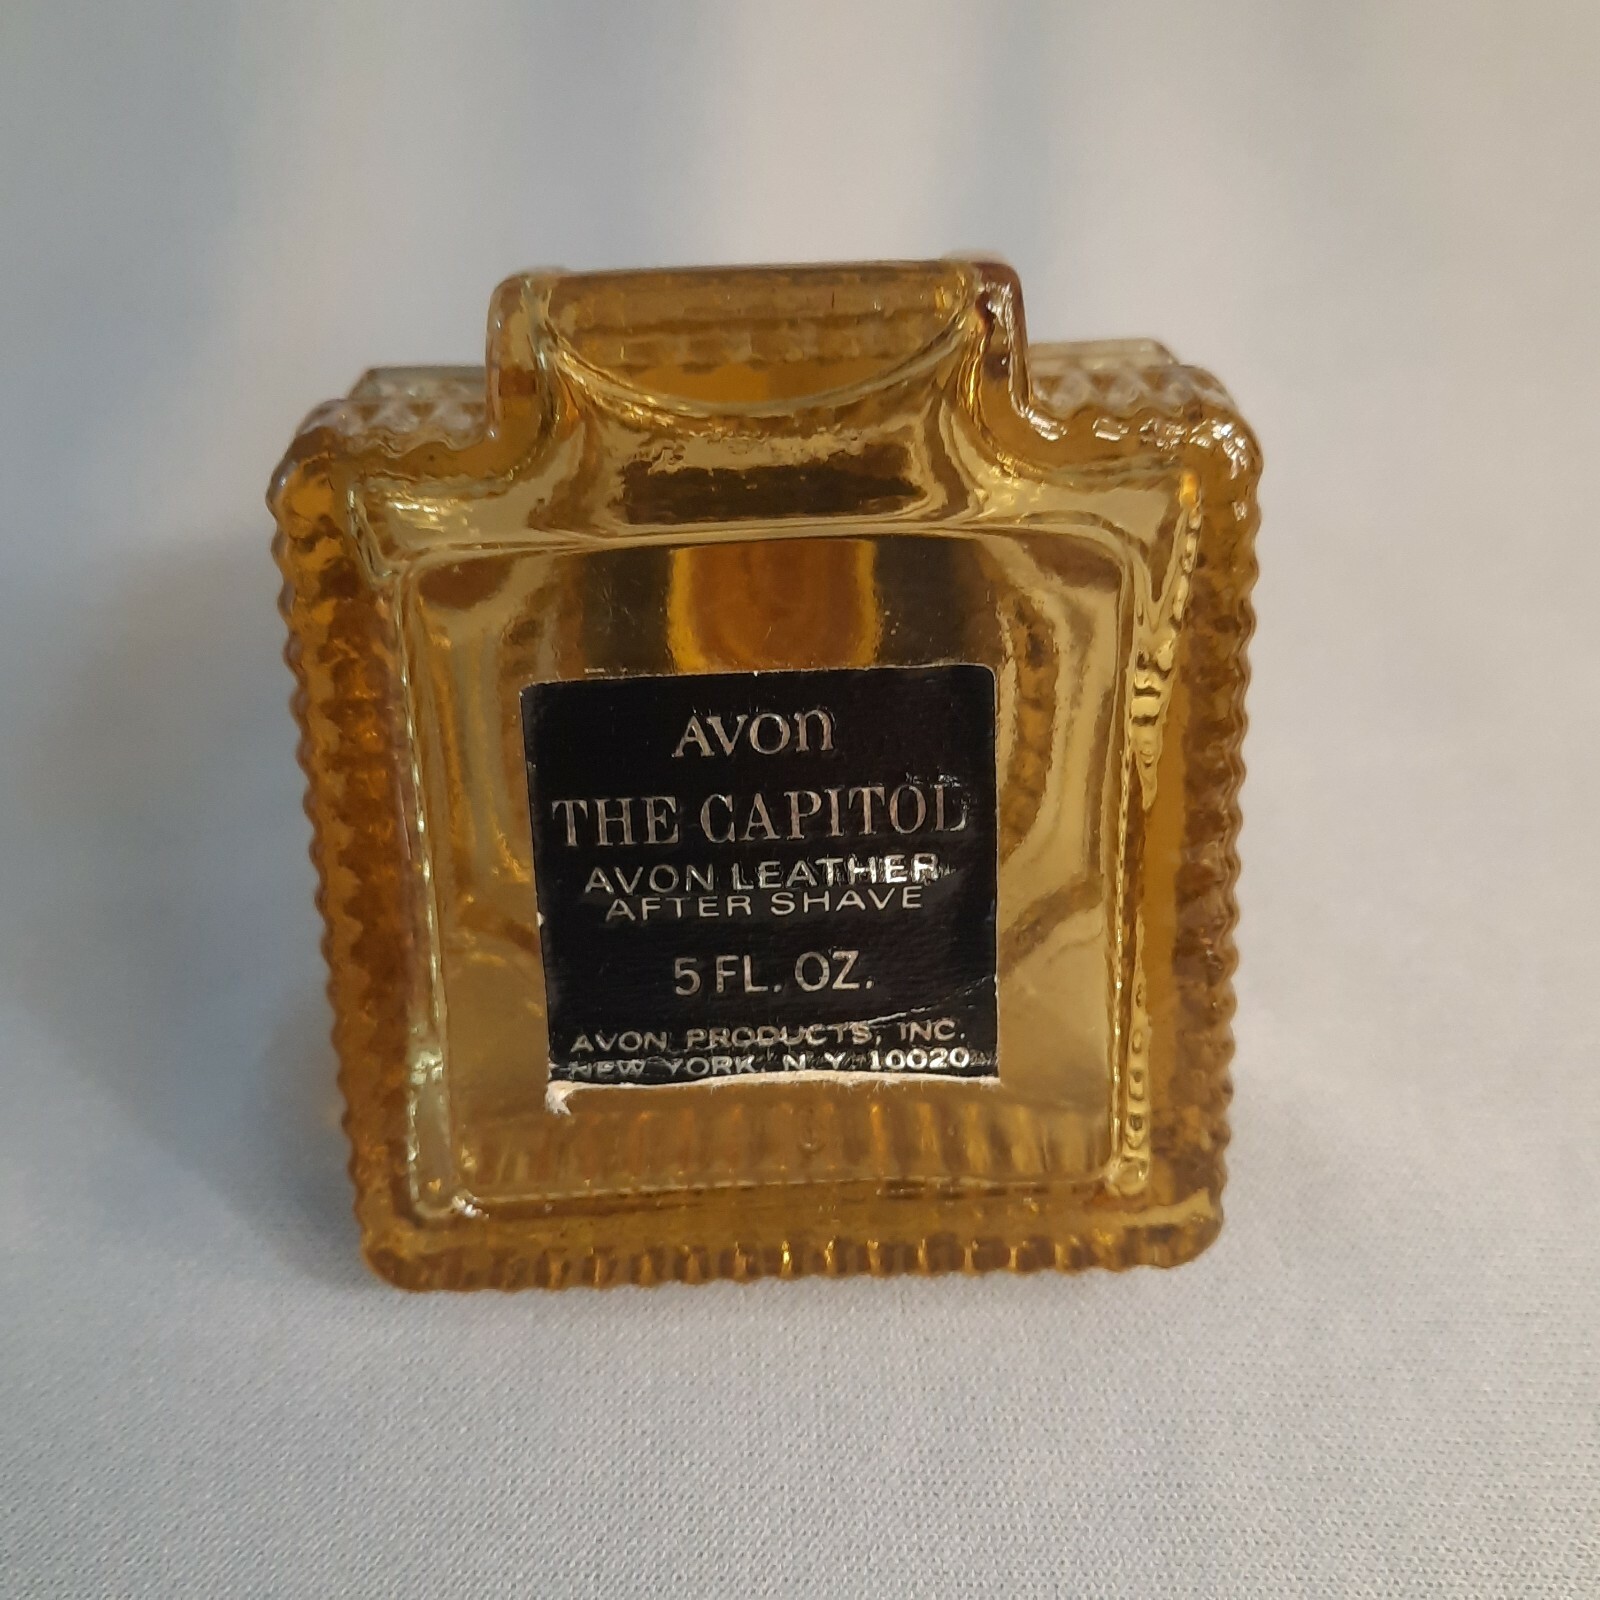 AVON
THE CAPITOL
AVON LEATHER
AFTER SHAVE
5 FL. OZ.
AVON PRODUCTS, INC.
NEW YORK, N.Y. 10020